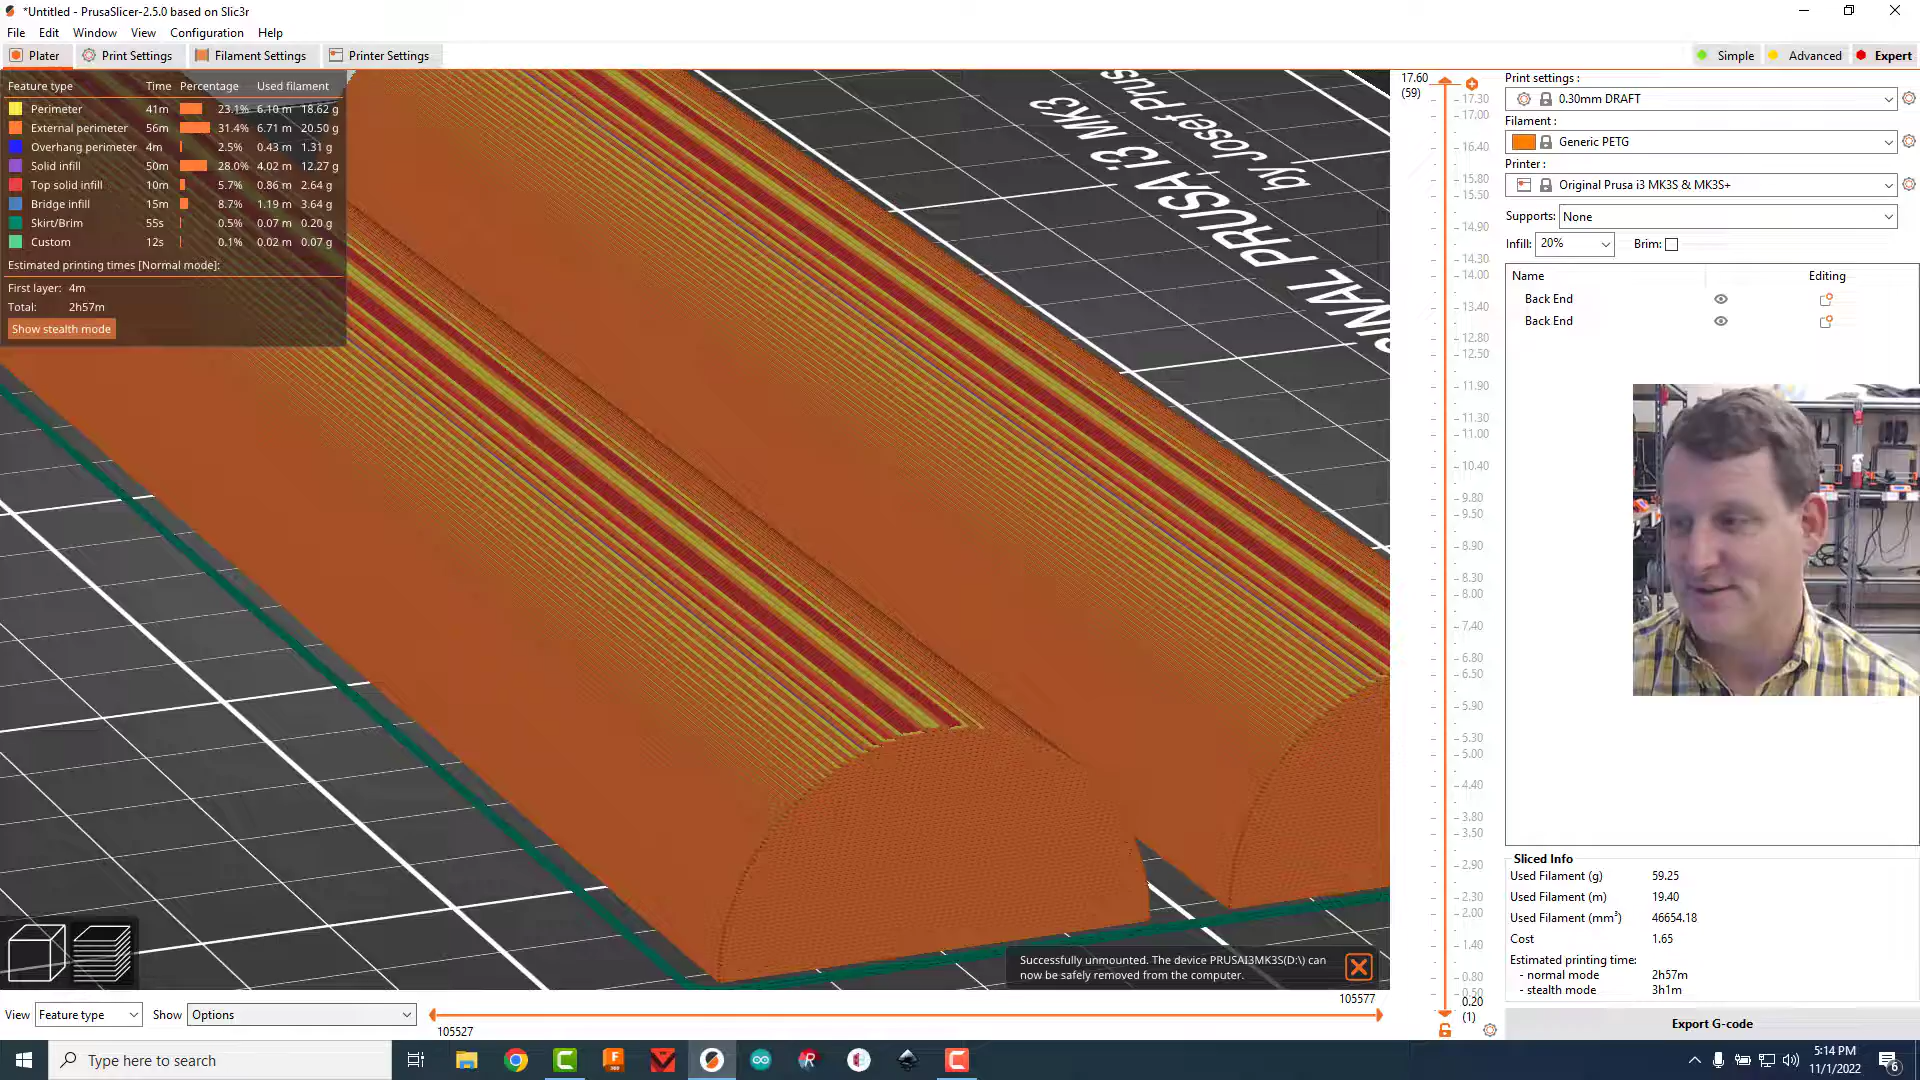 *Untitled - PrusaSlicer-2.5.0 based on Slic3r
File Edit Window View Configuration Help
Plater Print Settings Filament Settings Printer Settings
Simple Advanced Expert
Feature type Time Percentage Used filament
Perimeter 41m 23.1% 6.10 m 18.62 g
External perimeter 56m 31.4% 6.71 m 20.50 g
Overhang perimeter 4m 2.5% 0.43 m 1.31 g
Solid infill 50m 28.0% 4.02 m 12.27 g
Top solid infill 10m 5.7% 0.86 m 2.64 g
Bridge infill 15m 8.7% 1.19 m 3.64 g
Skirt/Brim 55s 0.5% 0.07 m 0.20 g
Custom 12s 0.1% 0.02 m 0.07 g
Estimated printing times [Normal mode]:
First layer: 4m
Total: 2h57m
Show stealth mode
INAL PRUSA i3 MK3
by Josef Prus
17.60
(59)
17.30
17.00
16.40
15.80
15.50
14.90
14.30
14.00
13.40
12.80
12.50
11.90
11.30
11.00
10.40
9.80
9.50
8.90
8.30
8.00
7.40
6.80
6.50
5.90
5.30
5.00
4.40
3.80
3.50
2.90
2.30
2.00
1.40
0.80
0.50
0.20
(1)
Print settings :
0.30mm DRAFT
Filament :
Generic PETG
Printer :
Original Prusa i3 MK3S & MK3S+
Supports: None
Infill: 20% Brim:
Name Editing
Back End
Back End
Sliced Info
Used Filament (g) 59.25
Used Filament (m) 19.40
Used Filament (mm³) 46654.18
Cost 1.65
Estimated printing time:
- normal mode 2h57m
- stealth mode 3h1m
Export G-code
Successfully unmounted. The device PRUSAI3MK3S(D:\) can
now be safely removed from the computer.
105577
View Feature type Show Options
105527
Type here to search
5:14 PM
11/1/2022
6